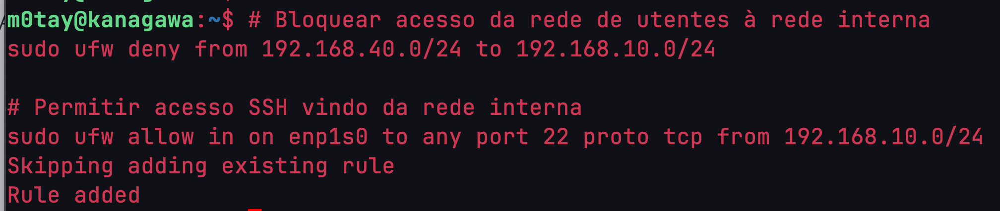 m0tay@kanagawa:~$ # Bloquear acesso da rede de utentes à rede interna
sudo ufw deny from 192.168.40.0/24 to 192.168.10.0/24
# Permitir acesso SSH vindo da rede interna
sudo ufw allow in on enp1s0 to any port 22 proto tcp from 192.168.10.0/24
Skipping adding existing rule
Rule added